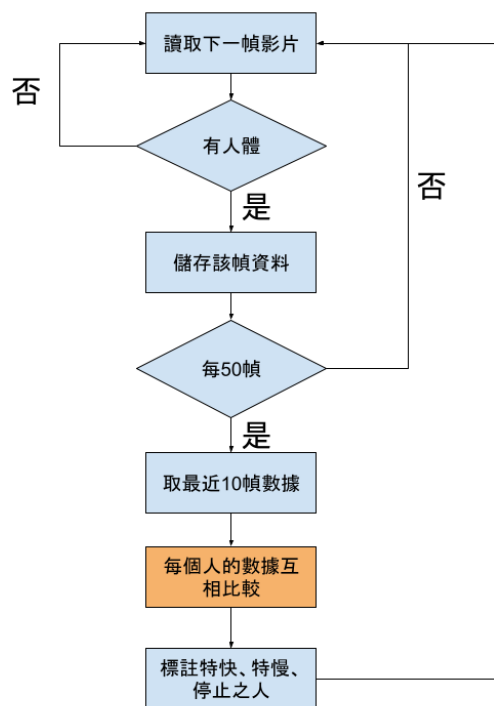 讀取下一幀影片
否
有人體
是
否
儲存該幀資料
每50幀
是
取最近10幀數據
每個人的數據互
相比較
標註特快、特慢、
停止之人